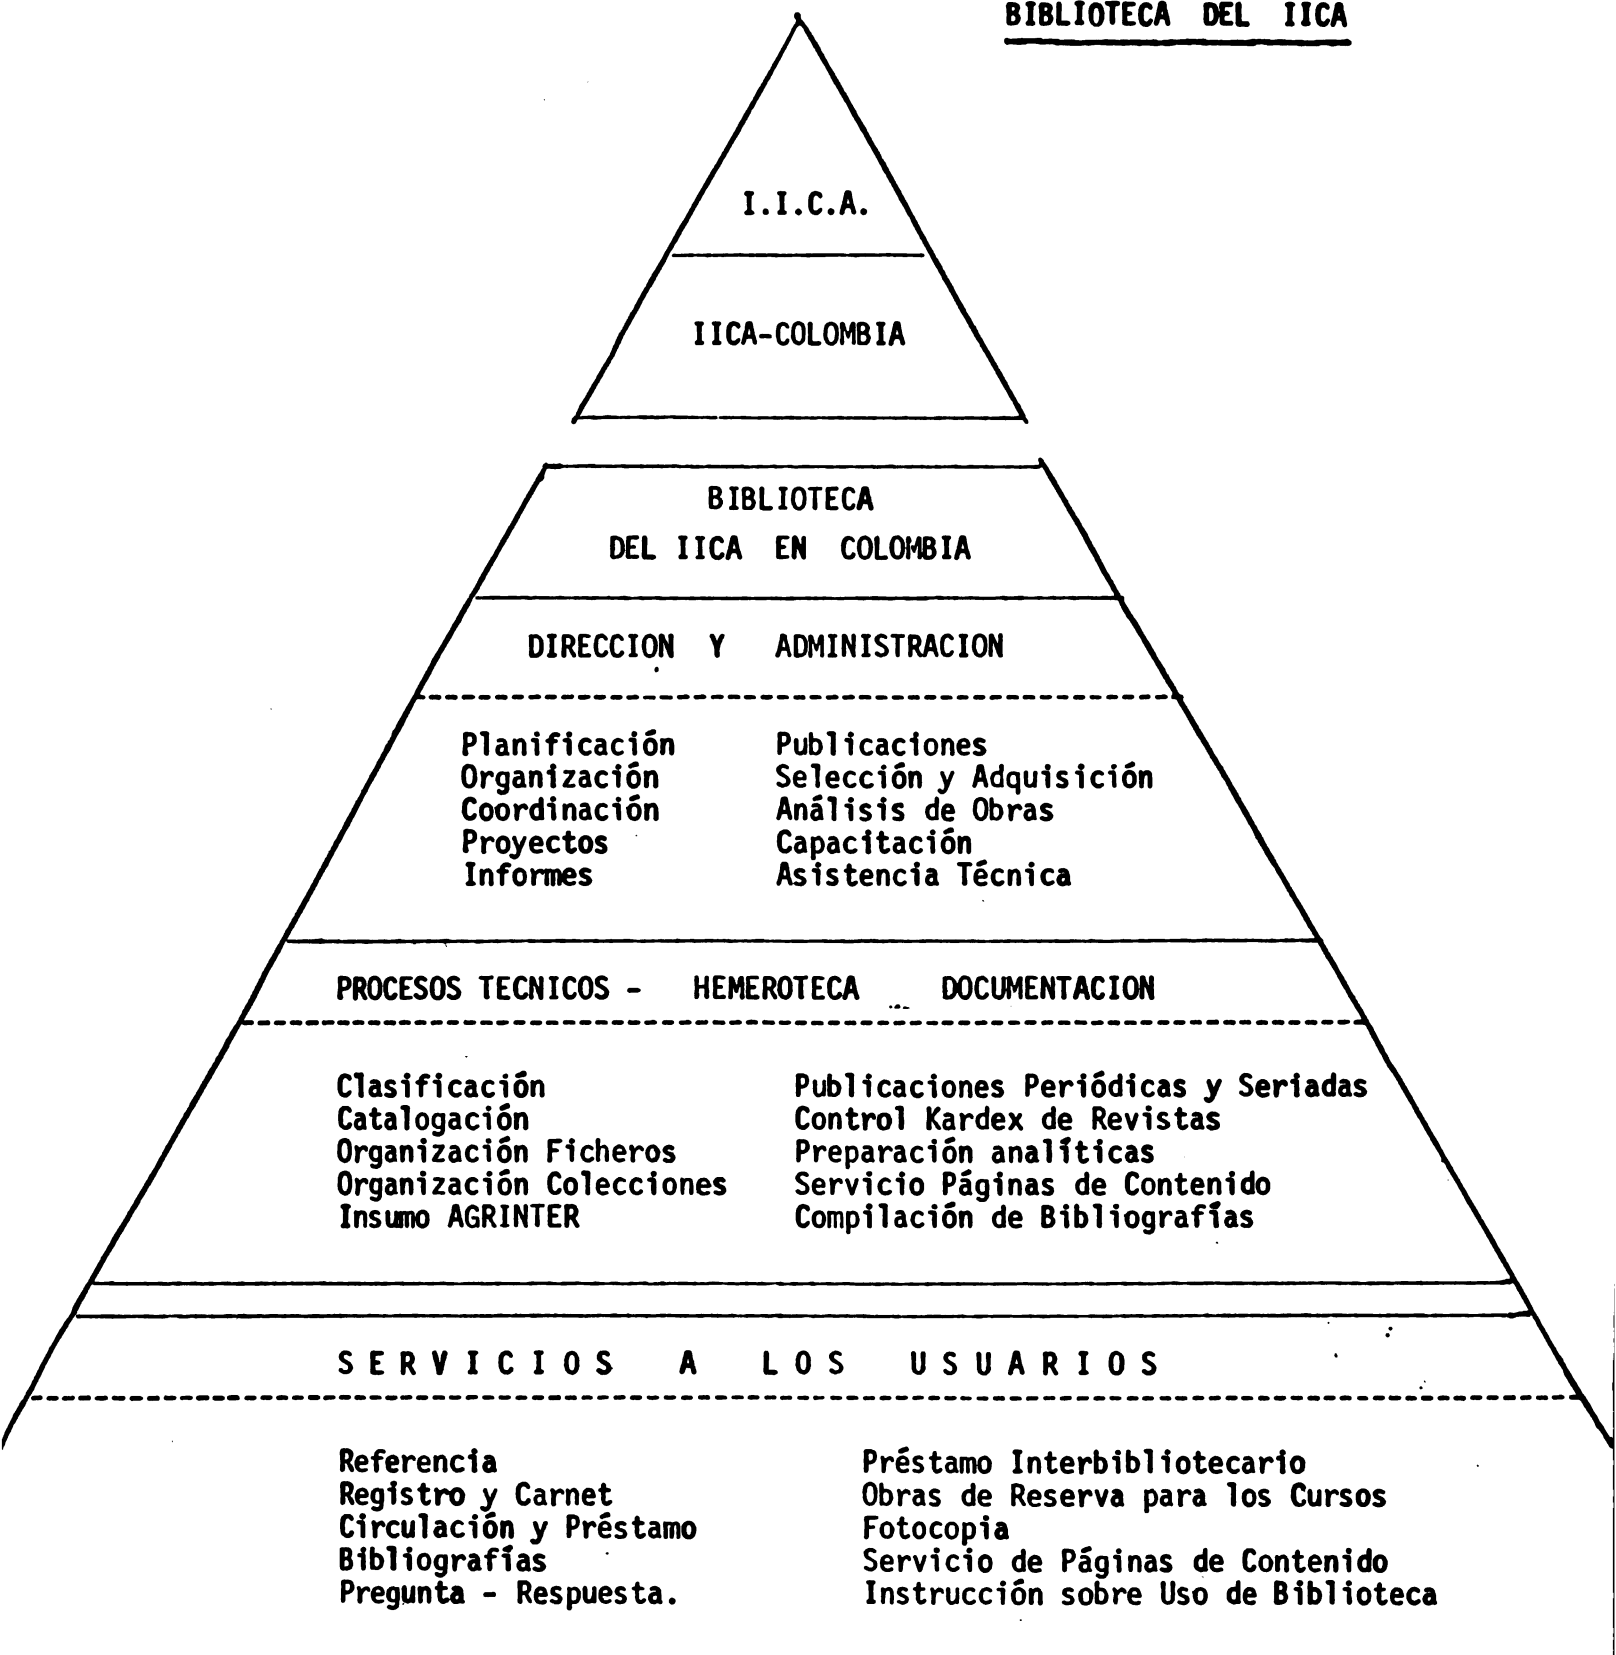 BIBLIOTECA DEL IICA
I.I.C.A.
IICA-COLOMBIA
BIBLIOTECA
DEL IICA EN COLOMBIA
DIRECCION Y ADMINISTRACION
Planificación Publicaciones
Organización Selección y Adquisición
Coordinación Análisis de Obras
Proyectos Capacitación
Informes Asistencia Técnica
PROCESOS TECNICOS - HEMEROTECA DOCUMENTACION
Clasificación Publicaciones Periódicas y Seriadas
Catalogación Control Kardex de Revistas
Organización Ficheros Preparación analíticas
Organización Colecciones Servicio Páginas de Contenido
Insumo AGRINTER Compilación de Bibliografías
SERVICIOS A LOS USUARIOS
Referencia Préstamo Interbibliotecario
Registro y Carnet Obras de Reserva para los Cursos
Circulación y Préstamo Fotocopia
Bibliografías Servicio de Páginas de Contenido
Pregunta - Respuesta. Instrucción sobre Uso de Biblioteca